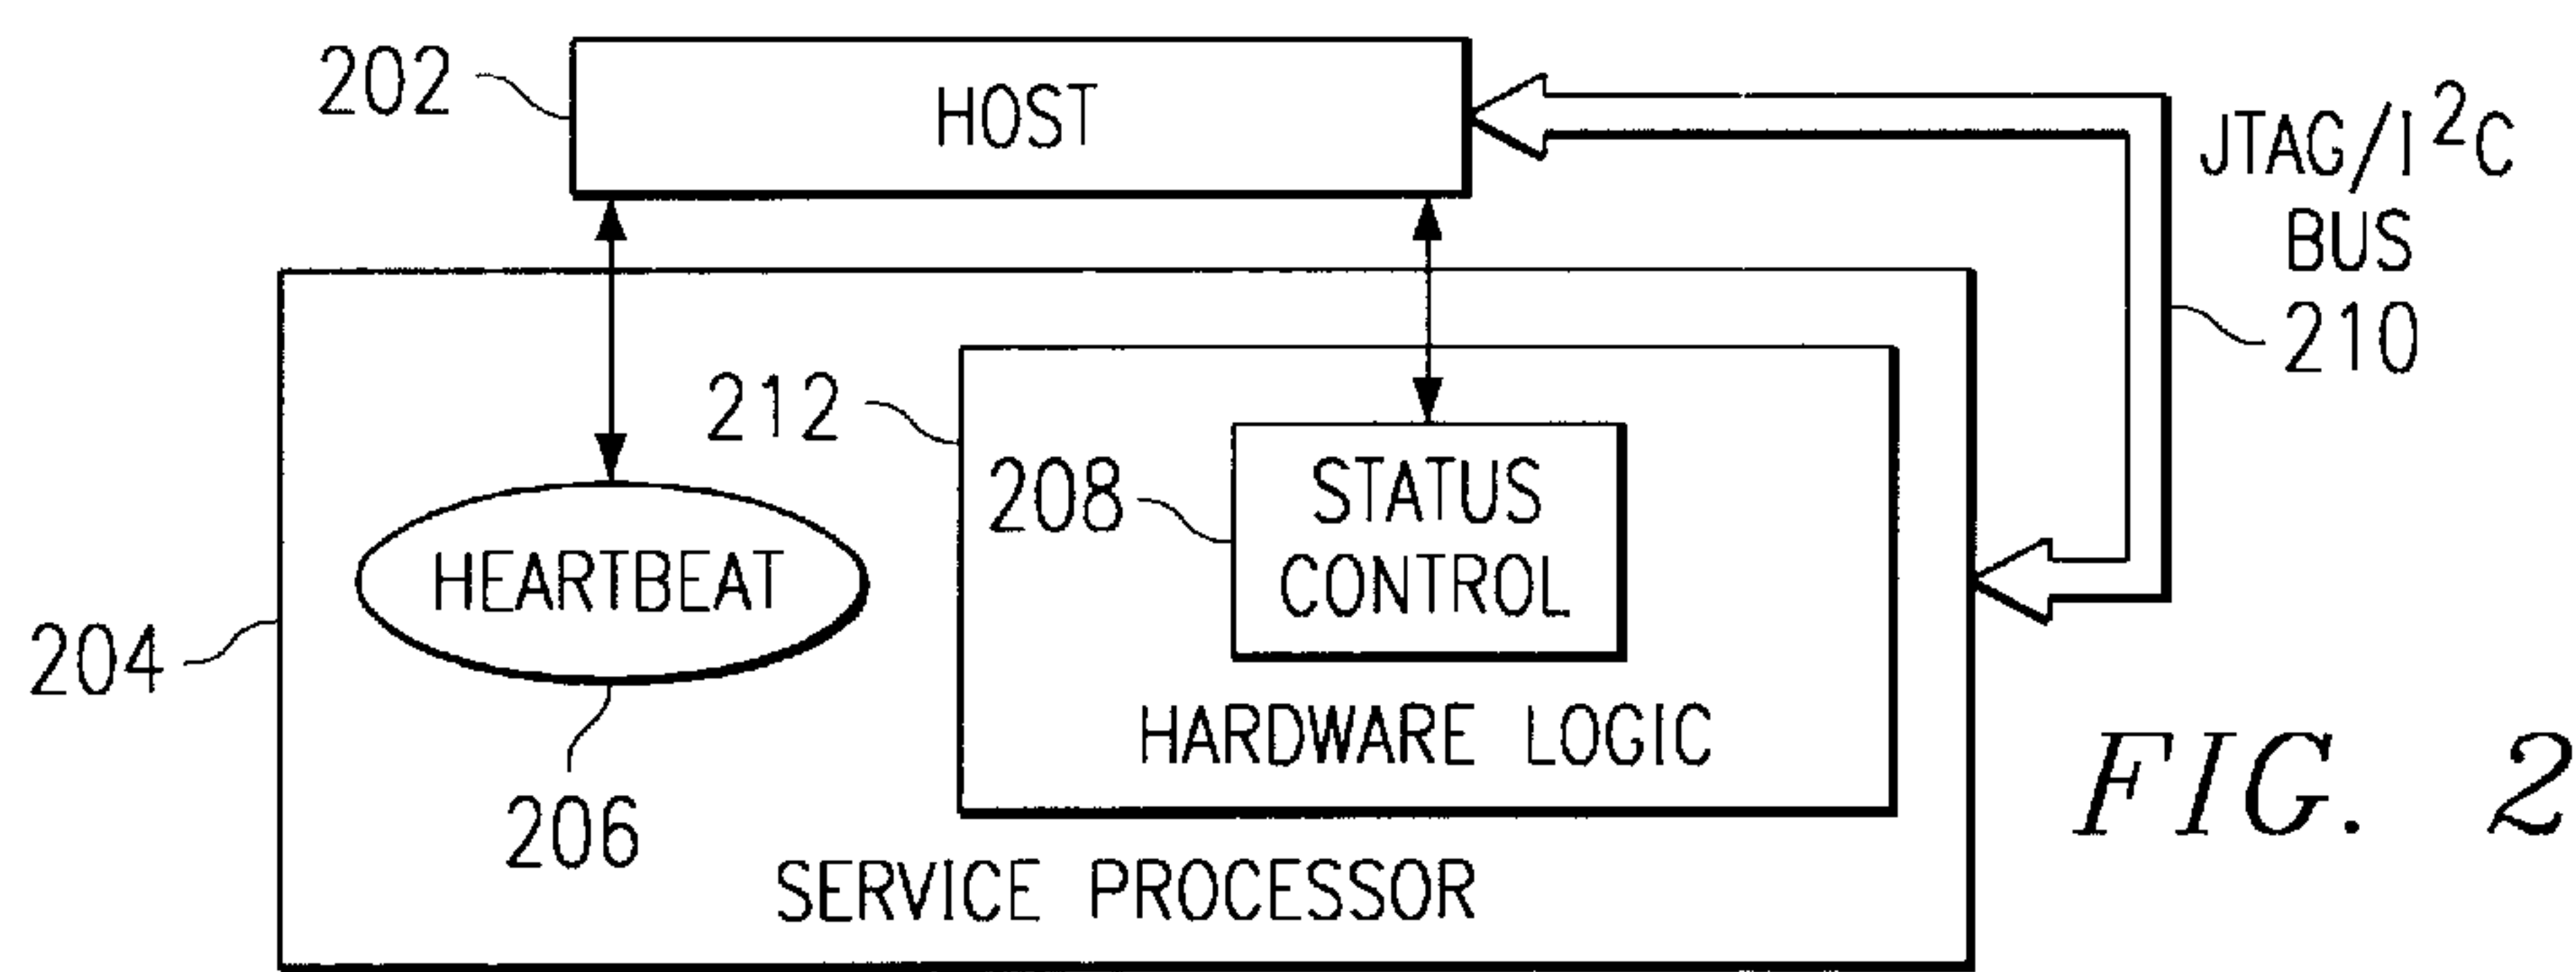 202
HOST
JTAG/I²C
BUS
210
212
208
STATUS
CONTROL
HEARTBEAT
204
HARDWARE LOGIC
206
SERVICE PROCESSOR
FIG. 2